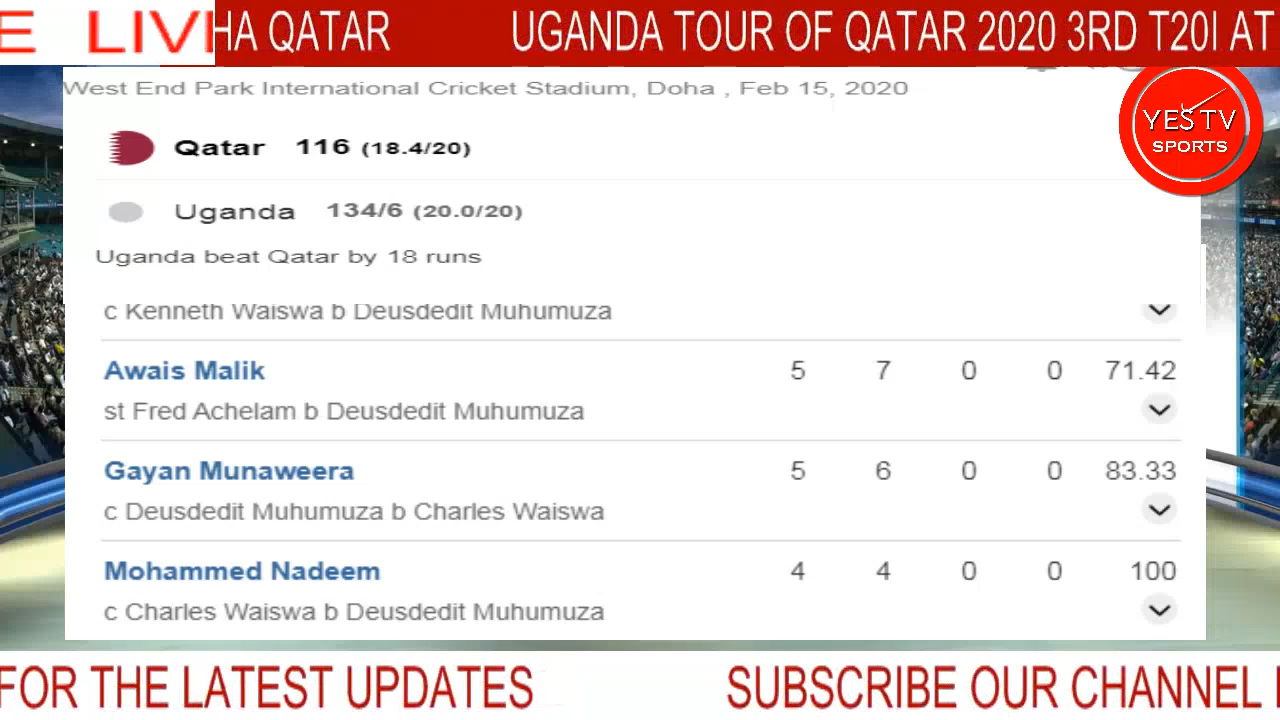 E LIV
HA QATAR UGANDA TOUR OF QATAR 2020 3RD T20I AT
West End Park International Cricket Stadium, Doha , Feb 15, 2020
YES TV
SPORTS
Qatar 116 (18.4/20)
Uganda 134/6 (20.0/20)
Uganda beat Qatar by 18 runs
c Kenneth Waiswa b Deusdedit Muhumuza
Awais Malik 5 7 0 0 71.42
st Fred Achelam b Deusdedit Muhumuza
Gayan Munaweera 5 6 0 0 83.33
c Deusdedit Muhumuza b Charles Waiswa
Mohammed Nadeem 4 4 0 0 100
c Charles Waiswa b Deusdedit Muhumuza
FOR THE LATEST UPDATES SUBSCRIBE OUR CHANNEL